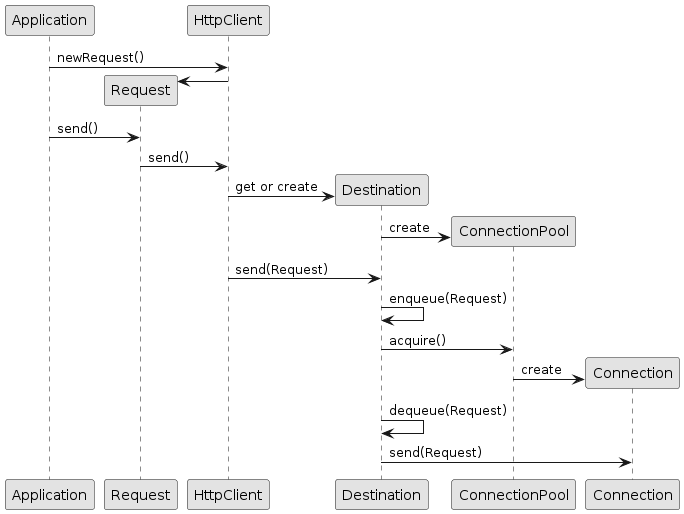 Application
HttpClient
newRequest()
Request
send()
send()
get or create
Destination
create
ConnectionPool
send(Request)
enqueue(Request)
acquire()
create
Connection
dequeue(Request)
send(Request)
Application
Request
HttpClient
Destination
ConnectionPool
Connection